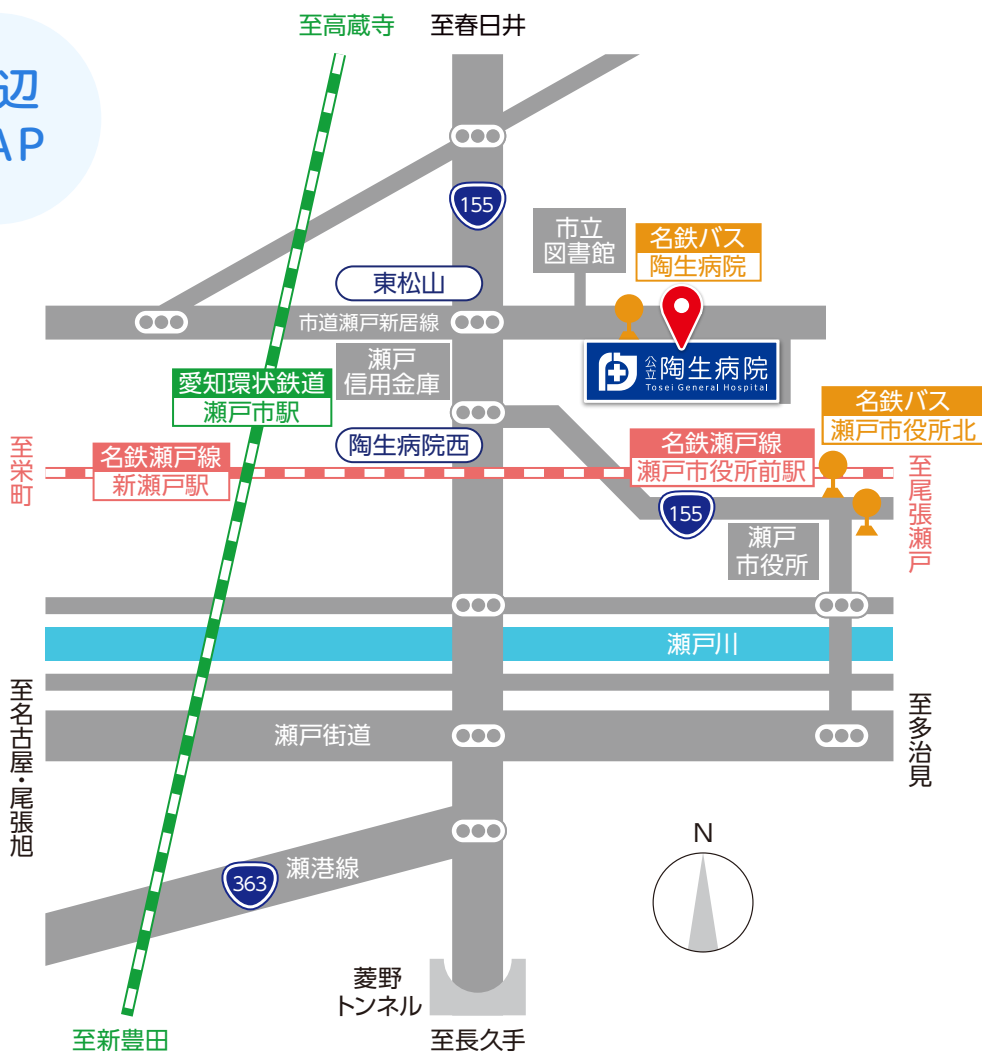 至高蔵寺
至春日井
辺
AP
155
市立
図書館
名鉄バス
陶生病院
東松山
市道瀬戸新居線
瀬戸
信用金庫
公立
陶生病院
Tosei General Hospital
愛知環状鉄道
瀬戸市駅
名鉄バス
瀬戸市役所北
陶生病院西
至栄町
名鉄瀬戸線
新瀬戸駅
名鉄瀬戸線
瀬戸市役所前駅
至尾張瀬戸
155
瀬戸
市役所
瀬戸川
至名古屋・尾張旭
瀬戸街道
至多治見
N
363
瀬港線
菱野
トンネル
至新豊田
至長久手